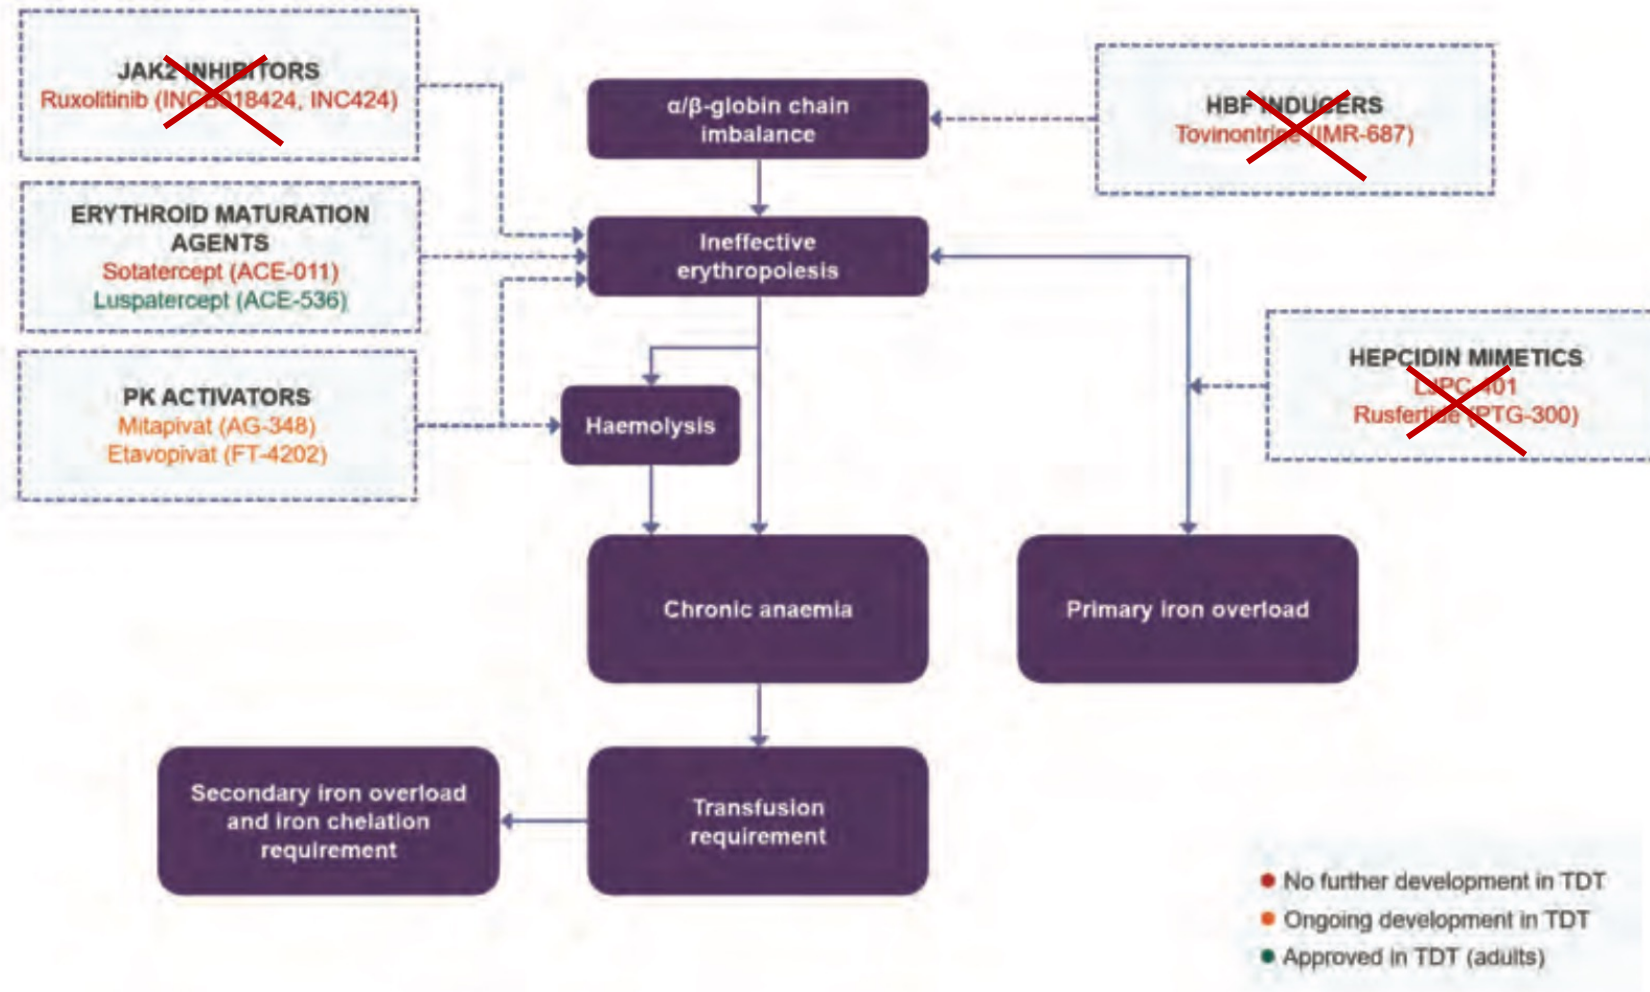 JAK2 INHIBITORS
Ruxolitinib (INCB018424, INC424)
α/β-globin chain
imbalance
HBF INDUCERS
Tovinontrine (IMR-687)
ERYTHROID MATURATION
AGENTS
Sotatercept (ACE-011)
Luspatercept (ACE-536)
Ineffective
erythropoiesis
HEPCIDIN MIMETICS
LJPC-401
Rusfertide (PTG-300)
PK ACTIVATORS
Mitapivat (AG-348)
Etavopivat (FT-4202)
Haemolysis
Chronic anaemia
Primary iron overload
Secondary iron overload
and iron chelation
requirement
Transfusion
requirement
No further development in TDT
Ongoing development in TDT
Approved in TDT (adults)